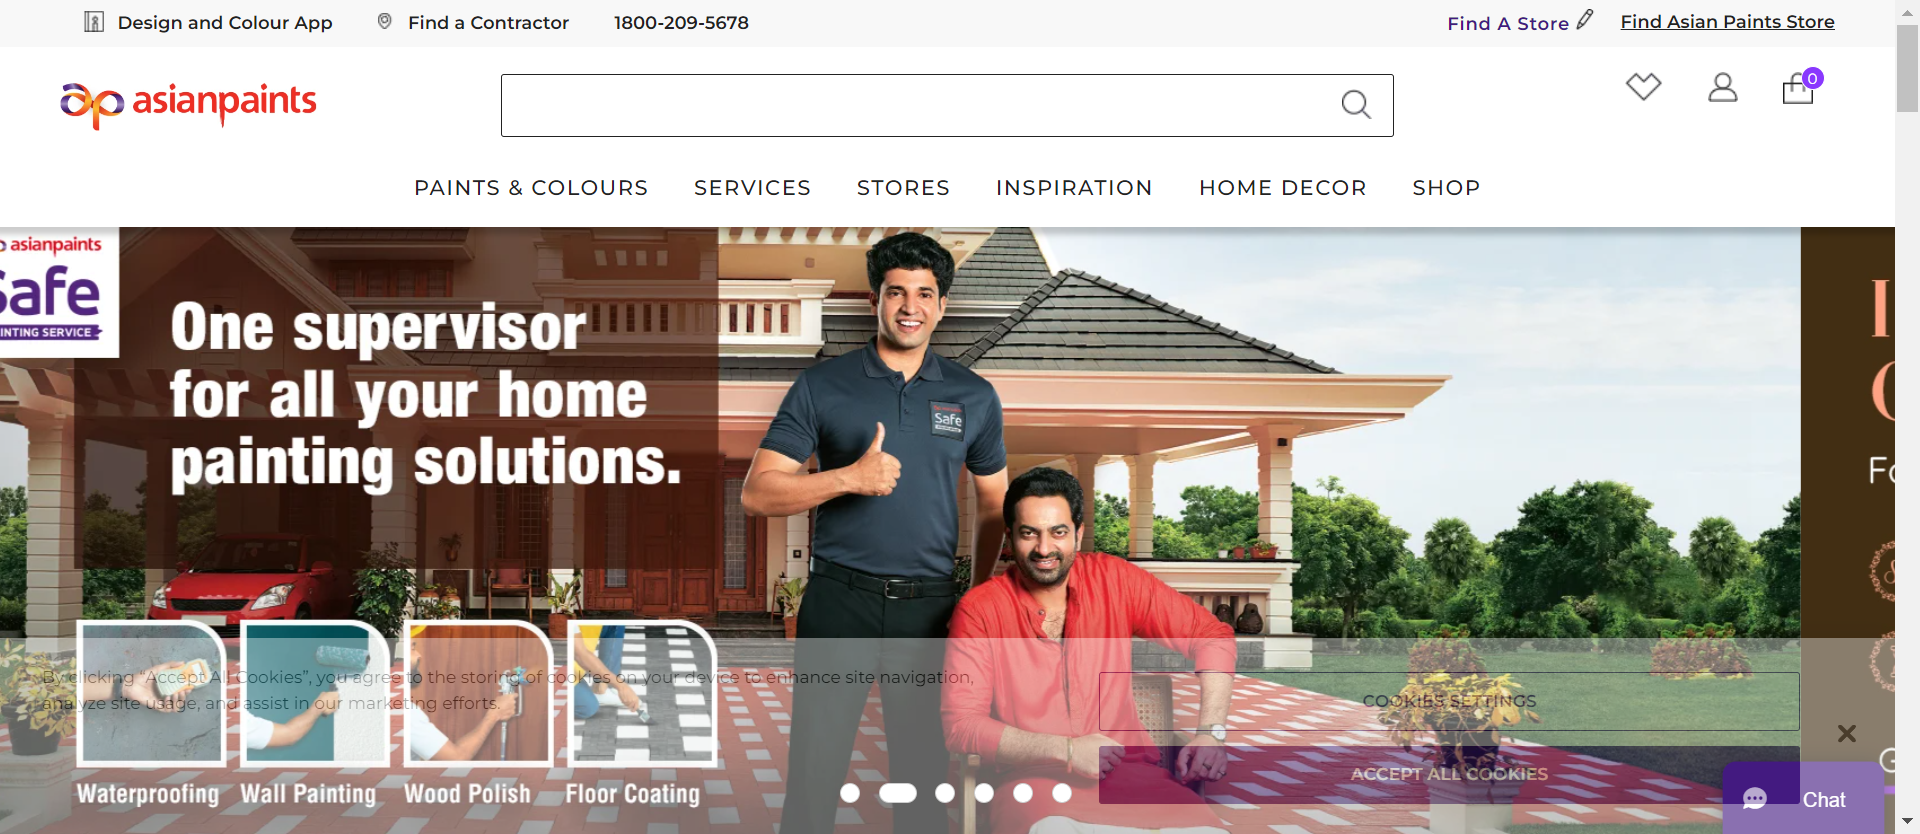 Design and Colour App
Find a Contractor
1800-209-5678
Find A Store
Find Asian Paints Store
asianpaints
0
PAINTS & COLOURS
SERVICES
STORES
INSPIRATION
HOME DECOR
SHOP
asianpaints
Safe
One supervisor
for all your home
painting solutions.
Safe
By clicking “Accept All Cookies”, you agree to the storing of cookies on your device to enhance site navigation,
analyze site usage, and assist in our marketing efforts.
COOKIES SETTINGS
ACCEPT ALL COOKIES
Waterproofing
Wall Painting
Wood Polish
Floor Coating
Chat